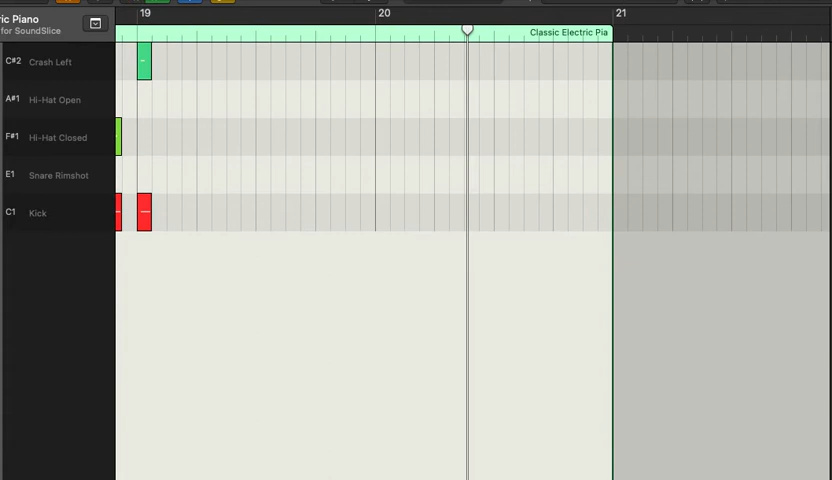 19 20 21
ric Piano
for SoundSlice
Classic Electric Pia
C#2 Crash Left
A#1 Hi-Hat Open
F#1 Hi-Hat Closed
E1 Snare Rimshot
C1 Kick